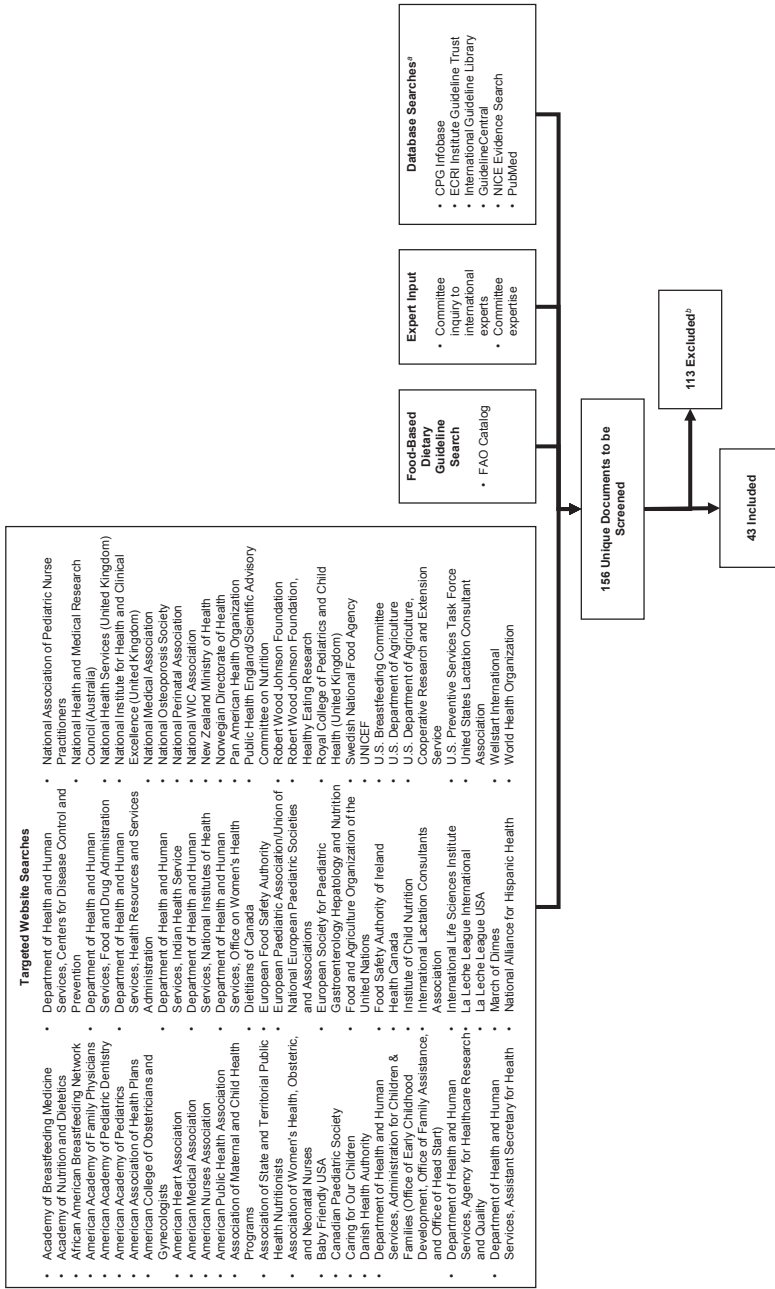 Targeted Website Searches
• Academy of Breastfeeding Medicine
• Academy of Nutrition and Dietetics
• African American Breastfeeding Network
• American Academy of Family Physicians
• American Academy of Pediatric Dentistry
• American Academy of Pediatrics
• American Association of Health Plans
• American College of Obstetricians and
Gynecologists
• American Heart Association
• American Medical Association
• American Nurses Association
• American Public Health Association
• Association of Maternal and Child Health
Programs
• Association of State and Territorial Public
Health Nutritionists
• Association of Women's Health, Obstetric,
and Neonatal Nurses
• Baby Friendly USA
• Canadian Paediatric Society
• Caring for Our Children
• Danish Health Authority
• Department of Health and Human
Services, Administration for Children &
Families (Office of Early Childhood
Development, Office of Family Assistance,
and Office of Head Start)
• Department of Health and Human
Services, Agency for Healthcare Research
and Quality
• Department of Health and Human
Services, Assistant Secretary for Health
• Department of Health and Human
Services, Centers for Disease Control and
Prevention
• Department of Health and Human
Services, Food and Drug Administration
• Department of Health and Human
Services, Health Resources and Services
Administration
• Department of Health and Human
Services, Indian Health Service
• Department of Health and Human
Services, National Institutes of Health
• Department of Health and Human
Services, Office on Women's Health
• Dietitians of Canada
• European Food Safety Authority
• European Paediatric Association/Union of
National European Paediatric Societies
and Associations
• European Society for Paediatric
Gastroenterology Hepatology and Nutrition
• Food and Agriculture Organization of the
United Nations
• Food Safety Authority of Ireland
• Health Canada
• Institute of Child Nutrition
• International Lactation Consultants
Association
• International Life Sciences Institute
• La Leche League International
• La Leche League USA
• March of Dimes
• National Alliance for Hispanic Health
• National Association of Pediatric Nurse
Practitioners
• National Health and Medical Research
Council (Australia)
• National Health Services (United Kingdom)
• National Institute for Health and Clinical
Excellence (United Kingdom)
• National Medical Association
• National Osteoporosis Society
• National Perinatal Association
• National WIC Association
• New Zealand Ministry of Health
• Norwegian Directorate of Health
• Pan American Health Organization
• Public Health England/Scientific Advisory
Committee on Nutrition
• Robert Wood Johnson Foundation
• Robert Wood Johnson Foundation,
Healthy Eating Research
• Royal College of Pediatrics and Child
Health (United Kingdom)
• Swedish National Food Agency
• UNICEF
• U.S. Breastfeeding Committee
• U.S. Department of Agriculture
• U.S. Department of Agriculture,
Cooperative Research and Extension
Service
• U.S. Preventive Services Task Force
• United States Lactation Consultant
Association
• Wellstart International
• World Health Organization
Food-Based
Dietary
Guideline
Search
• FAO Catalog
Expert Input
• Committee
inquiry to
international
experts
• Committee
expertise
Database Searchesa
• CPG Infobase
• ECRI Institute Guideline Trust
• International Guideline Library
• GuidelineCentral
• NICE Evidence Search
• PubMed
156 Unique Documents to be
Screened
113 Excludedb
43 Included